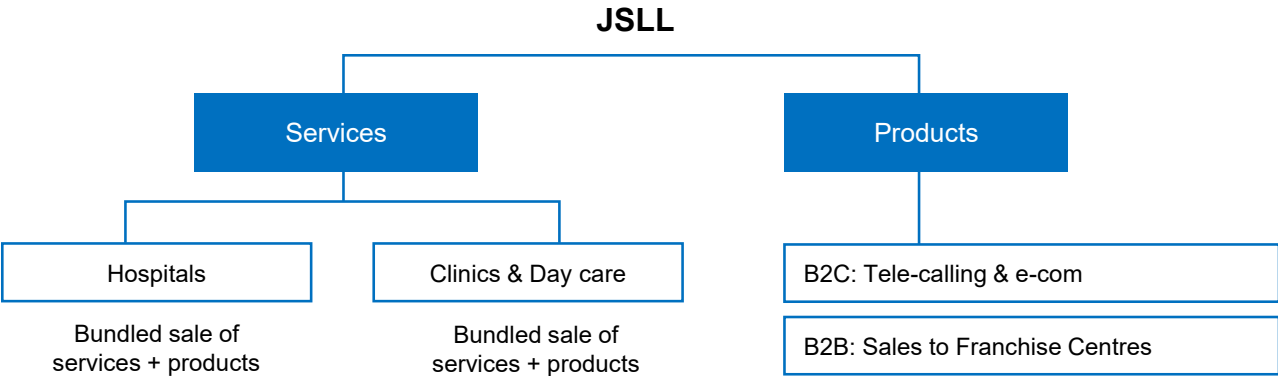 JSLL
Services
Products
Hospitals
Clinics & Day care
B2C: Tele-calling & e-com
Bundled sale of
services + products
Bundled sale of
services + products
B2B: Sales to Franchise Centres